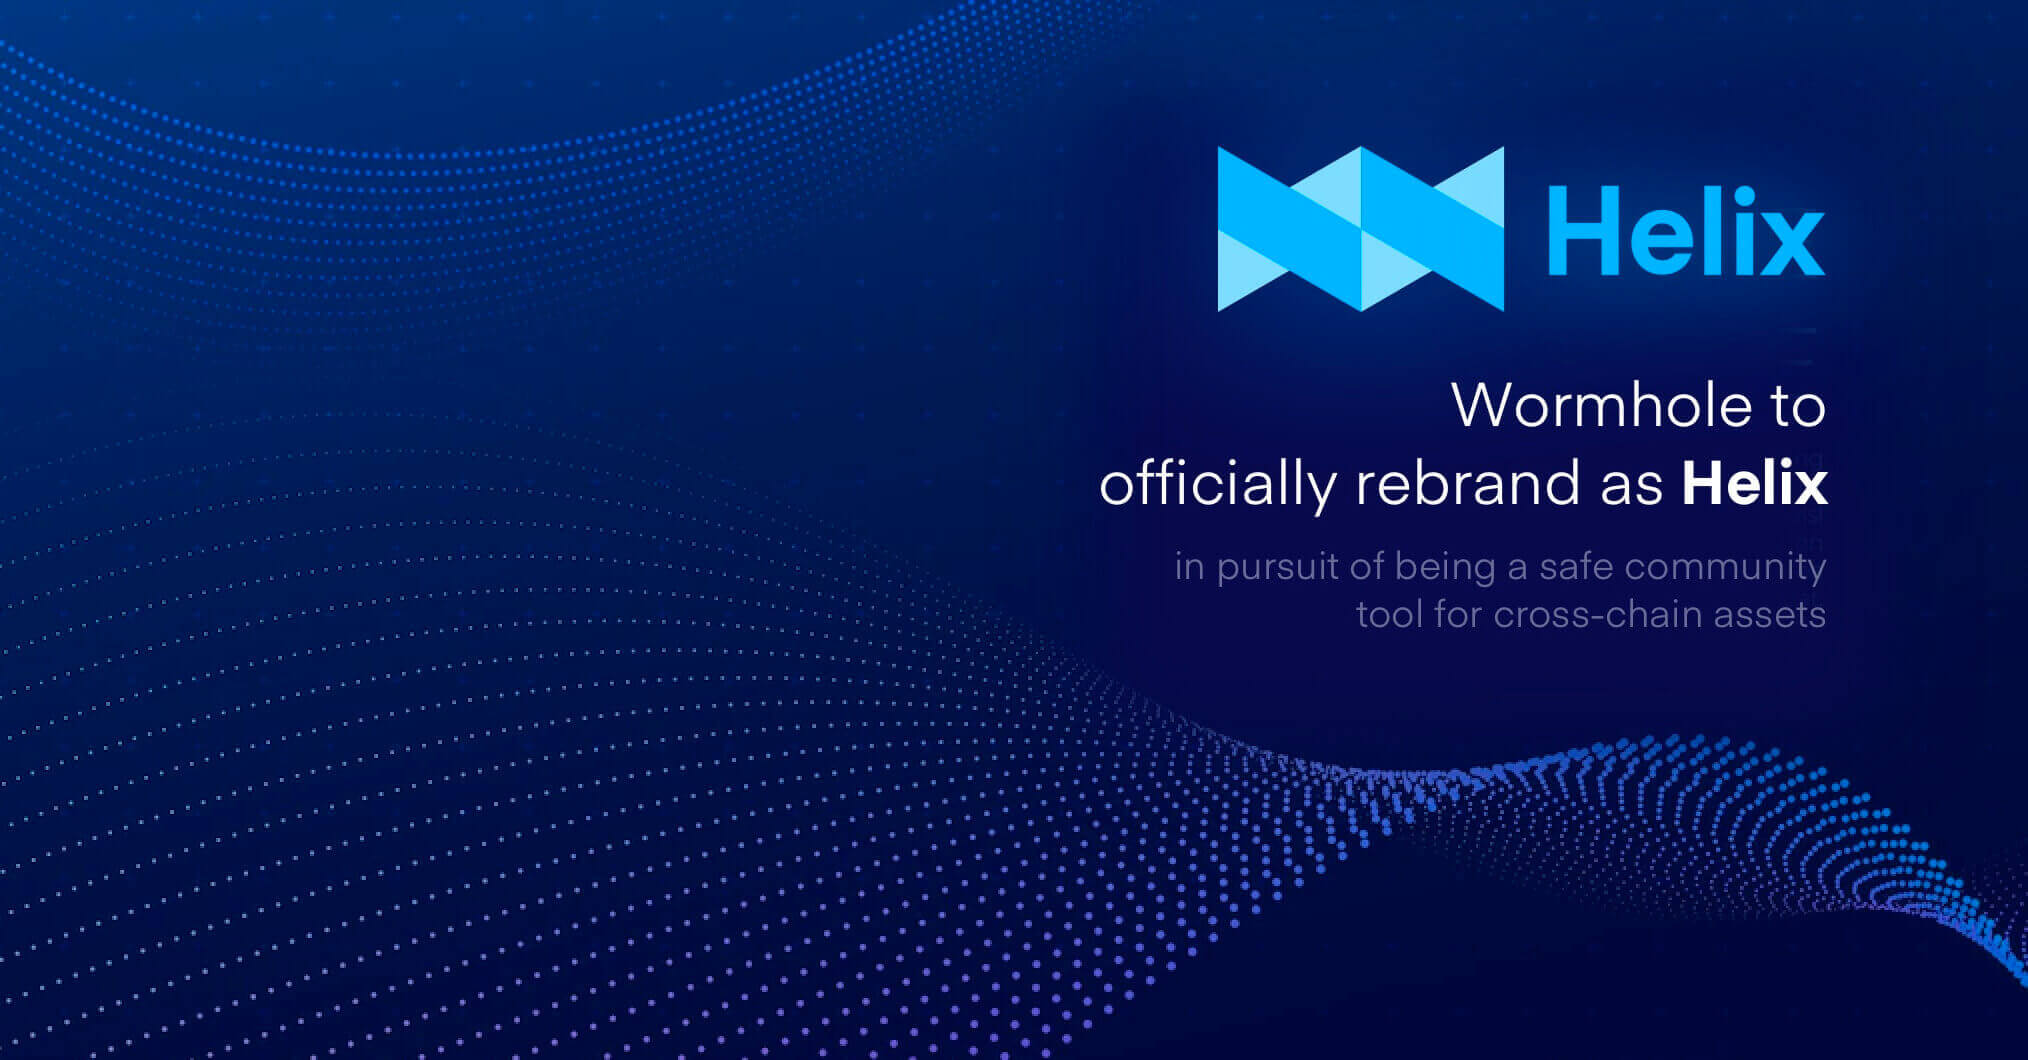 Helix
Wormhole to
officially rebrand as Helix
in pursuit of being a safe community
tool for cross-chain assets